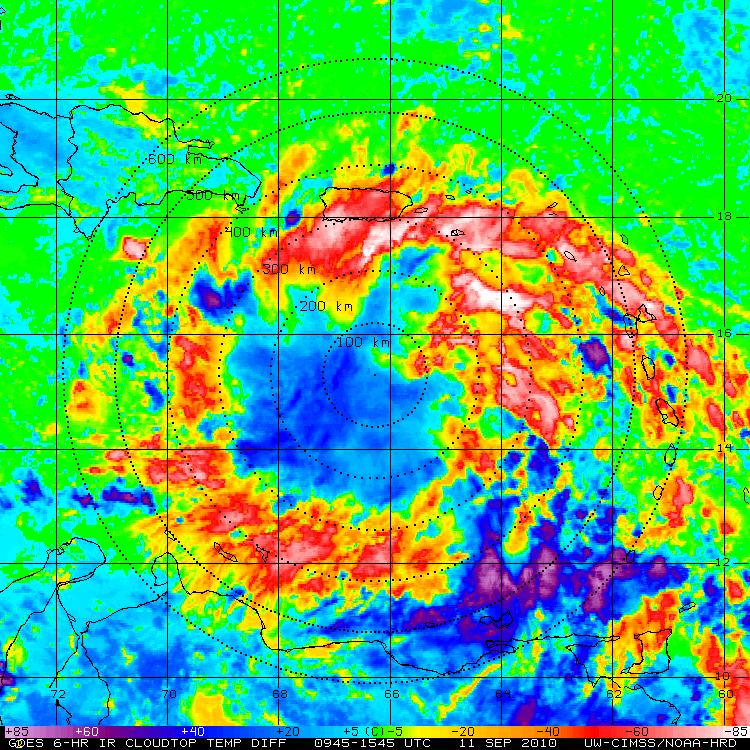 20
600 km
500 km
18
400 km
300 km
200 km
16
100 km
14
12
10
72 70 68 66 64 62 60
+85 +60 +40 +20 +5 (C) -5 -20 -40 -60 -85
GOES 6-HR IR CLOUDTOP TEMP DIFF 0945-1545 UTC 11 SEP 2010 UW-CIMSS/NOAA-HRD